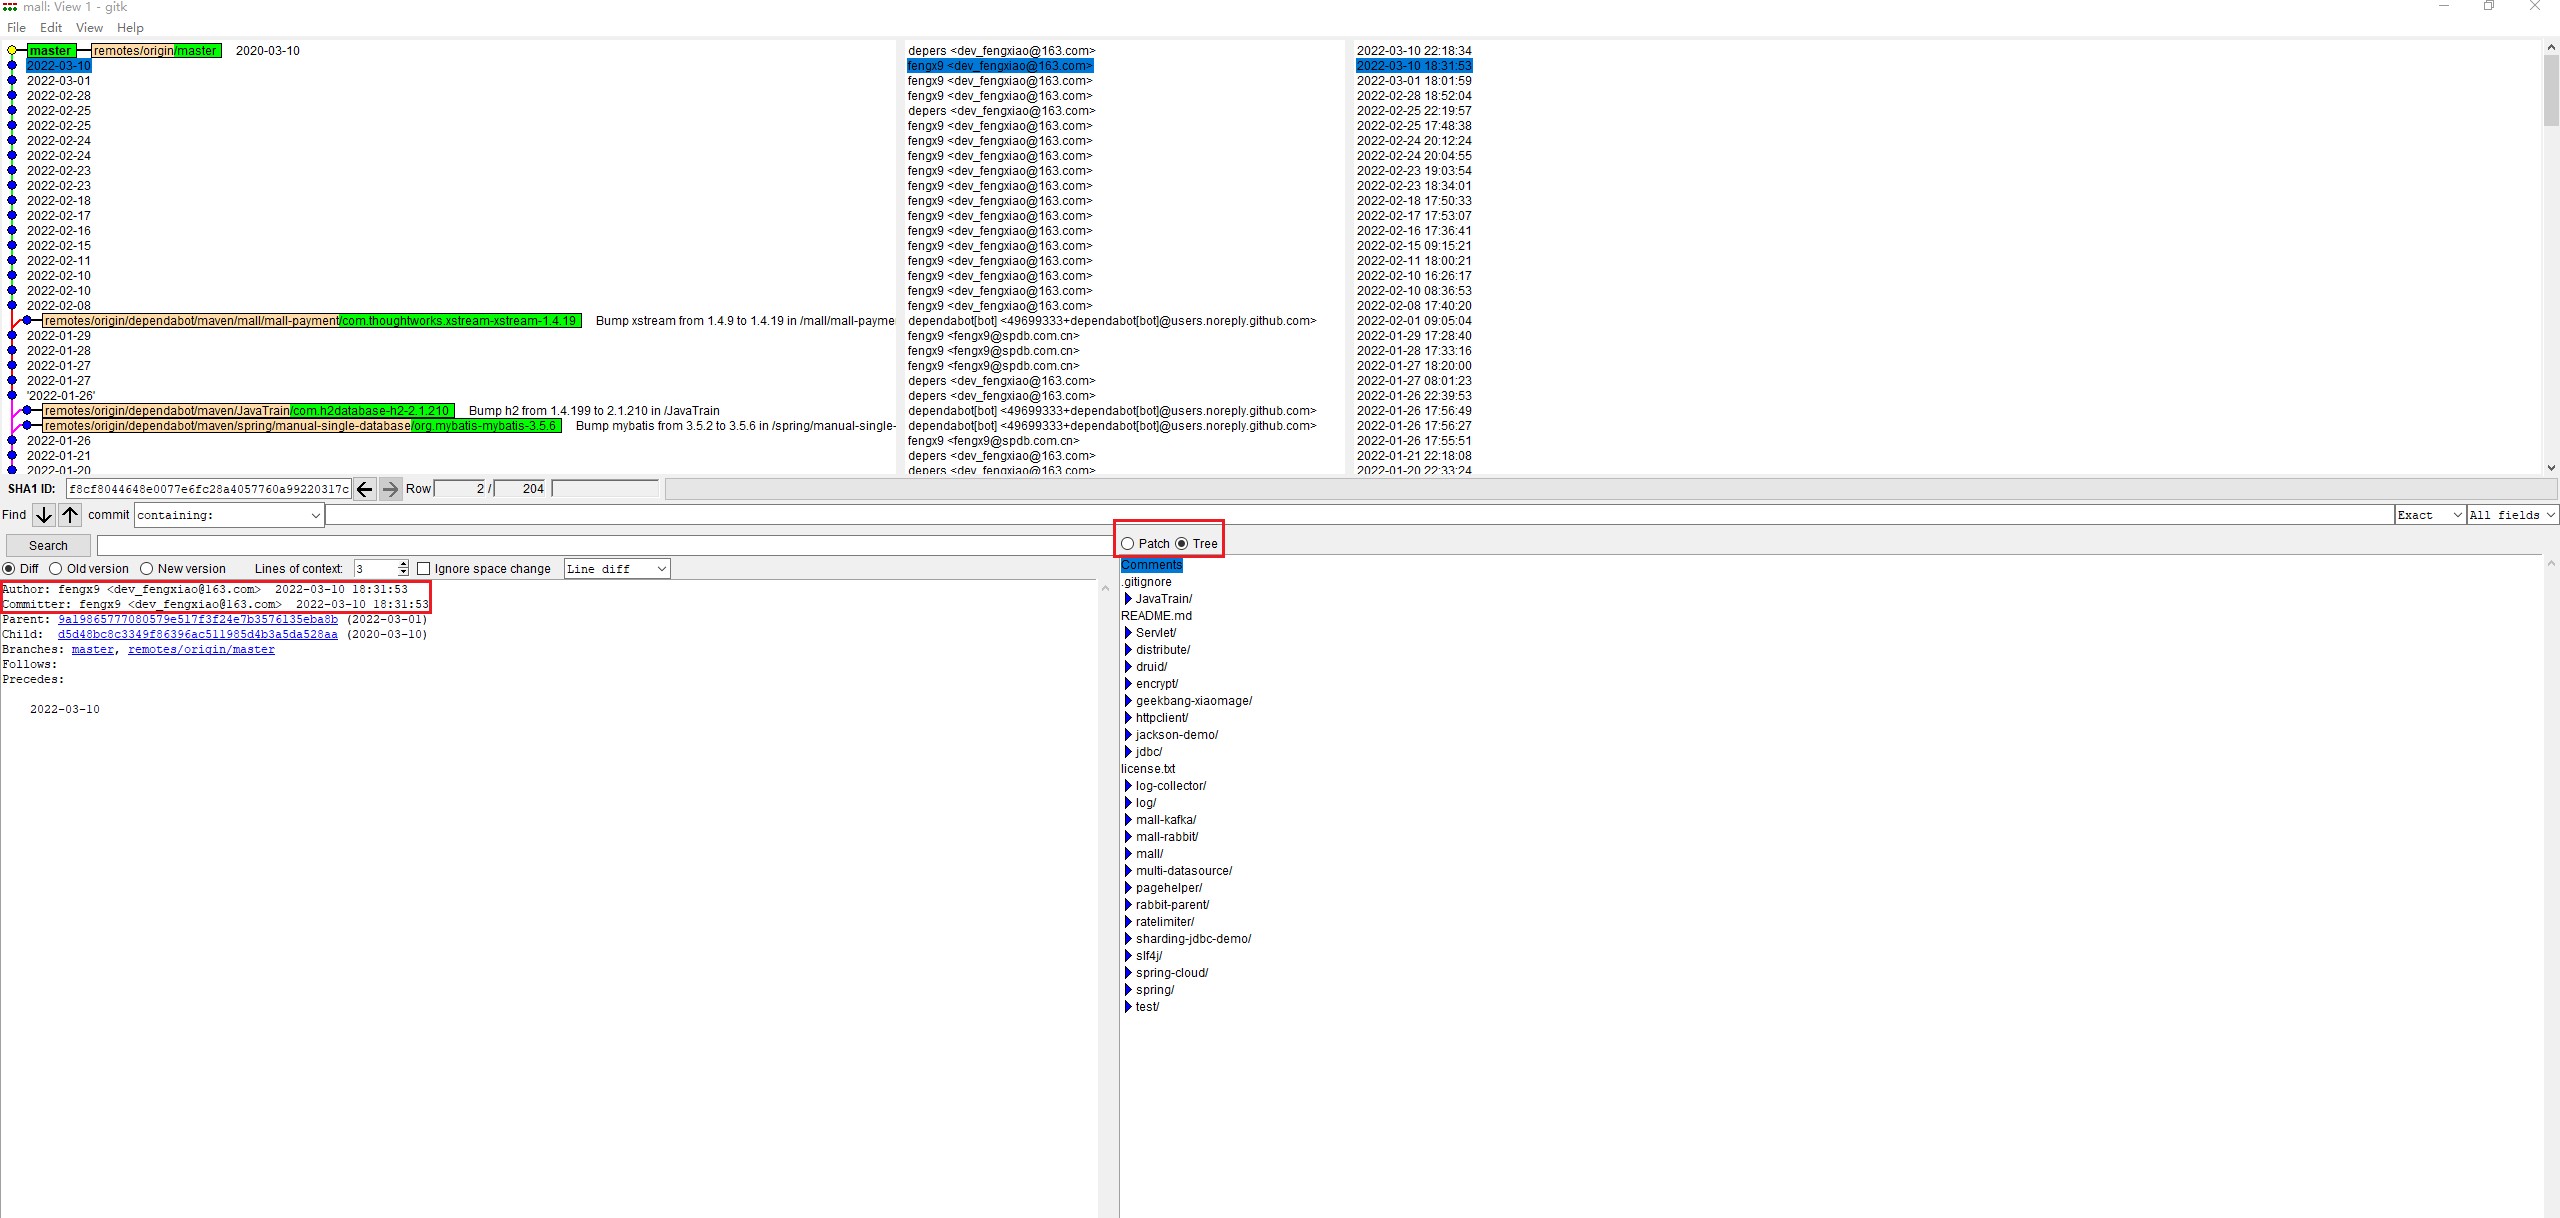 mall: View 1 - gitk
File Edit View Help
master remotes/origin/master 2020-03-10 depers <dev_fengxiao@163.com> 2022-03-10 22:18:34
2022-03-10 fengx9 <dev_fengxiao@163.com> 2022-03-10 18:31:53
2022-03-01 fengx9 <dev_fengxiao@163.com> 2022-03-01 18:01:59
2022-02-28 fengx9 <dev_fengxiao@163.com> 2022-02-28 18:52:04
2022-02-25 depers <dev_fengxiao@163.com> 2022-02-25 22:19:57
2022-02-25 fengx9 <dev_fengxiao@163.com> 2022-02-25 17:48:38
2022-02-24 fengx9 <dev_fengxiao@163.com> 2022-02-24 20:12:24
2022-02-24 fengx9 <dev_fengxiao@163.com> 2022-02-24 20:04:55
2022-02-23 fengx9 <dev_fengxiao@163.com> 2022-02-23 19:03:54
2022-02-23 fengx9 <dev_fengxiao@163.com> 2022-02-23 18:34:01
2022-02-18 fengx9 <dev_fengxiao@163.com> 2022-02-18 17:50:33
2022-02-17 fengx9 <dev_fengxiao@163.com> 2022-02-17 17:53:07
2022-02-16 fengx9 <dev_fengxiao@163.com> 2022-02-16 17:36:41
2022-02-15 fengx9 <dev_fengxiao@163.com> 2022-02-15 09:15:21
2022-02-11 fengx9 <dev_fengxiao@163.com> 2022-02-11 18:00:21
2022-02-10 fengx9 <dev_fengxiao@163.com> 2022-02-10 16:26:17
2022-02-10 fengx9 <dev_fengxiao@163.com> 2022-02-10 08:36:53
2022-02-08 fengx9 <dev_fengxiao@163.com> 2022-02-08 17:40:20
remotes/origin/dependabot/maven/mall/mall-payment/com.thoughtworks.xstream-xstream-1.4.19 Bump xstream from 1.4.9 to 1.4.19 in /mall/mall-payme dependabot[bot] <49699333+dependabot[bot]@users.noreply.github.com> 2022-02-01 09:05:04
2022-01-29 fengx9 <fengx9@spdb.com.cn> 2022-01-29 17:28:40
2022-01-28 fengx9 <fengx9@spdb.com.cn> 2022-01-28 17:33:16
2022-01-27 fengx9 <fengx9@spdb.com.cn> 2022-01-27 18:20:00
2022-01-27 depers <dev_fengxiao@163.com> 2022-01-27 08:01:23
'2022-01-26' depers <dev_fengxiao@163.com> 2022-01-26 22:39:53
remotes/origin/dependabot/maven/JavaTrain/com.h2database-h2-2.1.210 Bump h2 from 1.4.199 to 2.1.210 in /JavaTrain dependabot[bot] <49699333+dependabot[bot]@users.noreply.github.com> 2022-01-26 17:56:49
remotes/origin/dependabot/maven/spring/manual-single-database/org.mybatis-mybatis-3.5.6 Bump mybatis from 3.5.2 to 3.5.6 in /spring/manual-single- dependabot[bot] <49699333+dependabot[bot]@users.noreply.github.com> 2022-01-26 17:56:27
2022-01-26 fengx9 <fengx9@spdb.com.cn> 2022-01-26 17:55:51
2022-01-21 depers <dev_fengxiao@163.com> 2022-01-21 22:18:08
2022-01-20 depers <dev_fengxiao@163.com> 2022-01-20 22:33:24
SHA1 ID: f8cf8044648e0077e6fc28a4057760a99220317c Row 2 / 204
Find commit containing: Exact All fields
Search
Patch Tree
Diff Old version New version Lines of context: 3 Ignore space change Line diff
Author: fengx9 <dev_fengxiao@163.com> 2022-03-10 18:31:53
Committer: fengx9 <dev_fengxiao@163.com> 2022-03-10 18:31:53
Parent: 9a19865777080579e517f3f24e7b3576135eba8b (2022-03-01)
Child: d5d48bc8c3349f86396ac511985d4b3a5da528aa (2020-03-10)
Branches: master, remotes/origin/master
Follows:
Precedes:
2022-03-10
Comments
.gitignore
JavaTrain/
README.md
Servlet/
distribute/
druid/
encrypt/
geekbang-xiaomage/
httpclient/
jackson-demo/
jdbc/
license.txt
log-collector/
log/
mall-kafka/
mall-rabbit/
mall/
multi-datasource/
pagehelper/
rabbit-parent/
ratelimiter/
sharding-jdbc-demo/
slf4j/
spring-cloud/
spring/
test/